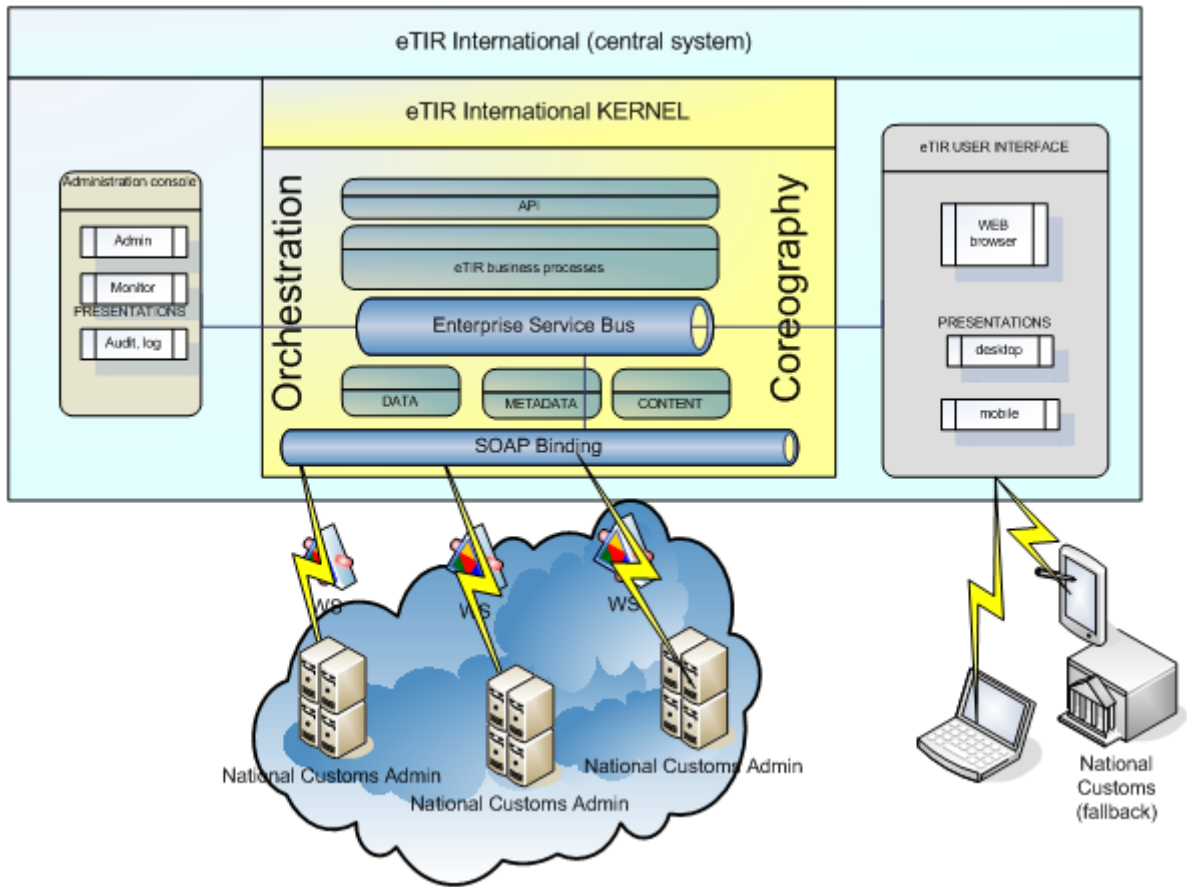 eTIR International (central system)
eTIR International KERNEL
Administration console
Admin
Monitor
PRESENTATIONS
Audit, log
Orchestration
API
eTIR business processes
Enterprise Service Bus
DATA
METADATA
CONTENT
SOAP Binding
Coreography
eTIR USER INTERFACE
WEB
browser
PRESENTATIONS
desktop
mobile
WS
WS
WS
National Customs Admin
National Customs Admin
National Customs Admin
National
Customs
(fallback)